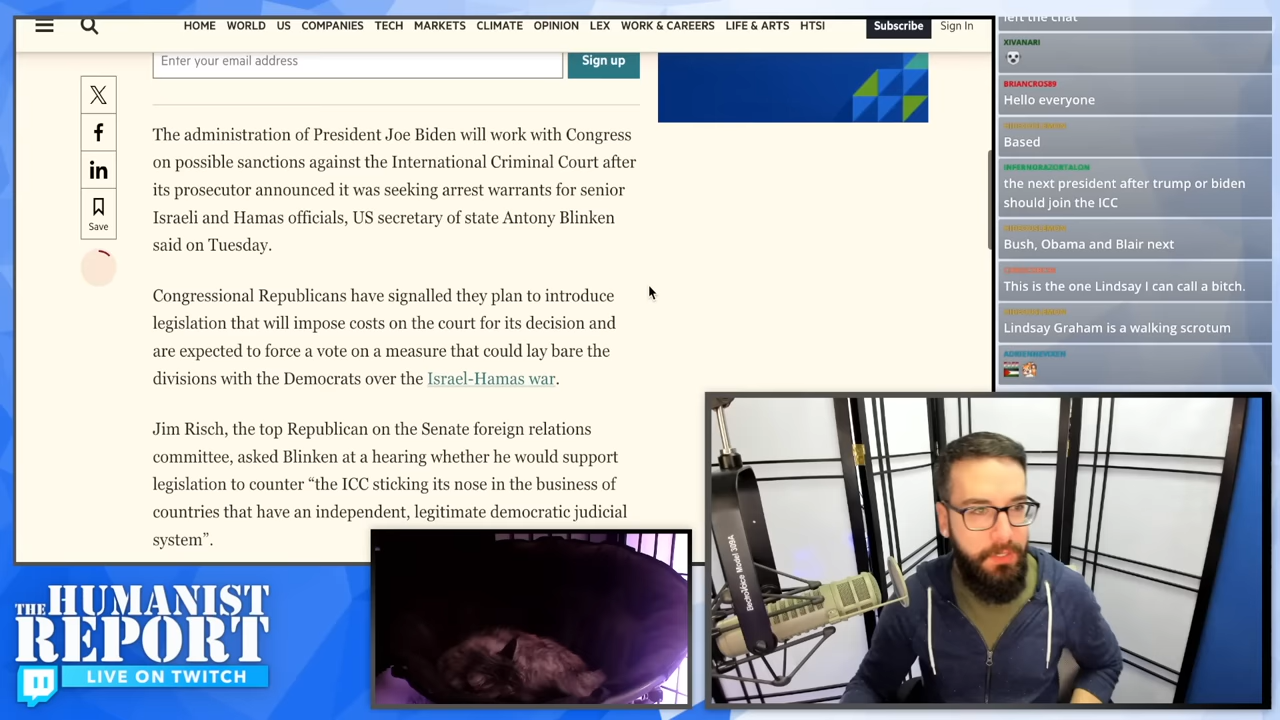 HOME WORLD US COMPANIES TECH MARKETS CLIMATE OPINION LEX WORK & CAREERS LIFE & ARTS HTSI Subscribe Sign In
Enter your email address Sign up
Save
The administration of President Joe Biden will work with Congress
on possible sanctions against the International Criminal Court after
its prosecutor announced it was seeking arrest warrants for senior
Israeli and Hamas officials, US secretary of state Antony Blinken
said on Tuesday.
Congressional Republicans have signalled they plan to introduce
legislation that will impose costs on the court for its decision and
are expected to force a vote on a measure that could lay bare the
divisions with the Democrats over the Israel-Hamas war.
Jim Risch, the top Republican on the Senate foreign relations
committee, asked Blinken at a hearing whether he would support
legislation to counter “the ICC sticking its nose in the business of
countries that have an independent, legitimate democratic judicial
system”.
left the chat
XIVANARI
BRIANCROS89
Hello everyone
Based
the next president after trump or biden
should join the ICC
Bush, Obama and Blair next
This is the one Lindsay I can call a bitch.
Lindsay Graham is a walking scrotum
THE HUMANIST
REPORT
LIVE ON TWITCH